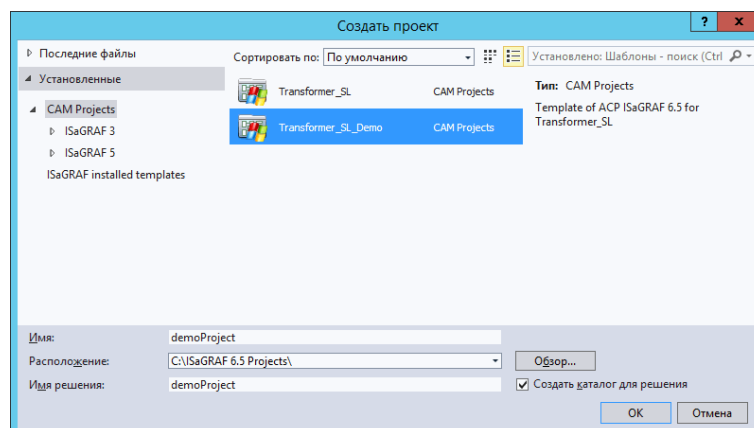 Создать проект
? x
Последние файлы
Сортировать по: По умолчанию
Установлено: Шаблоны - поиск (Ctrl
Установленные
CAM Projects
ISaGRAF 3
ISaGRAF 5
ISaGRAF installed templates
Transformer_SL CAM Projects
Transformer_SL_Demo CAM Projects
Тип: CAM Projects
Template of ACP ISaGRAF 6.5 for
Transformer_SL
Имя: demoProject
Расположение: C:\ISaGRAF 6.5 Projects\ Обзор...
Имя решения: demoProject Создать каталог для решения
OK Отмена